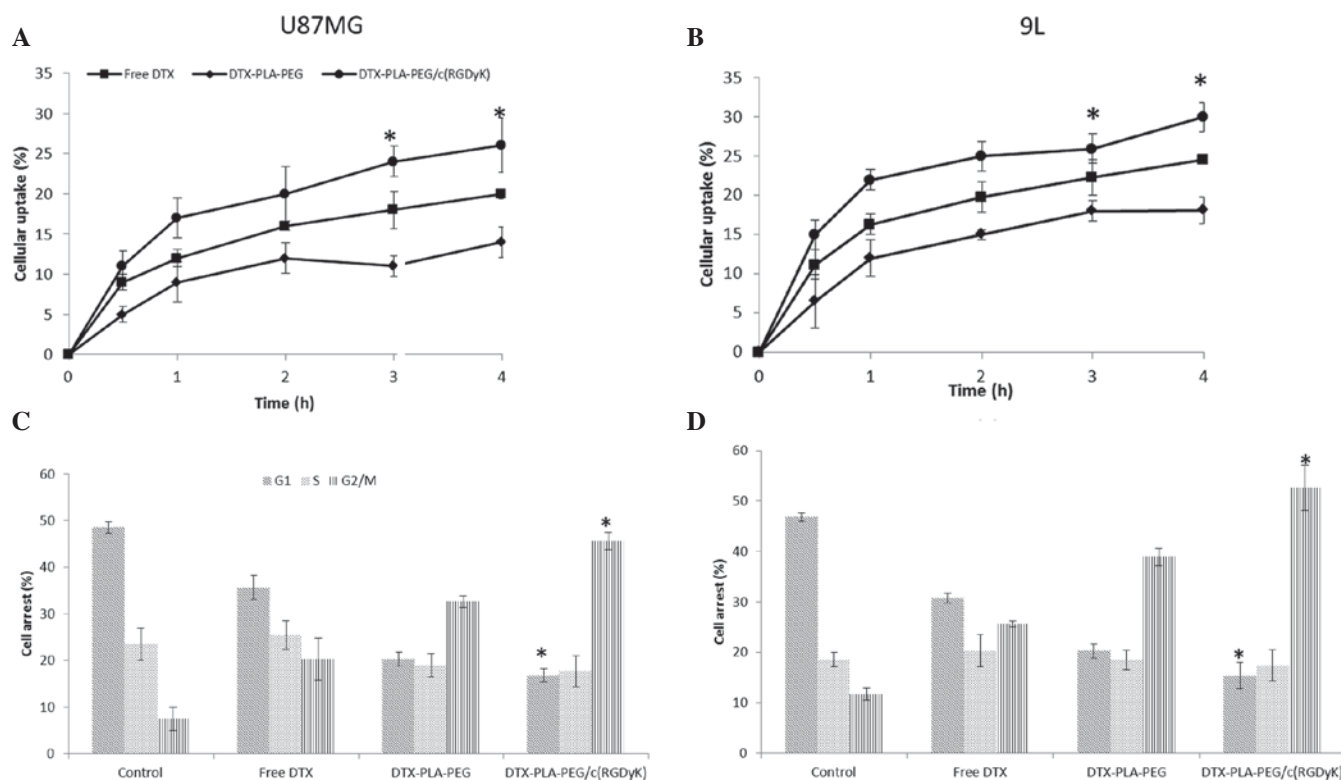 A
U87MG
35
30
25
20
15
10
5
0
Cellular uptake (%)
Free DTX DTX-PLA-PEG DTX-PLA-PEG/c(RGDyK)
*
*
0 1 2 3 4
Time (h)
B
9L
35
30
25
20
15
10
5
0
Cellular uptake (%)
*
*
0 1 2 3 4
Time (h)
C
60
50
40
30
20
10
0
Cell arrest (%)
G1 S G2/M
*
*
Control Free DTX DTX-PLA-PEG DTX-PLA-PEG/c(RGDyK)
D
60
50
40
30
20
10
0
Cell arrest (%)
*
*
Control Free DTX DTX-PLA-PEG DTX-PLA-PEG/c(RGDyK)